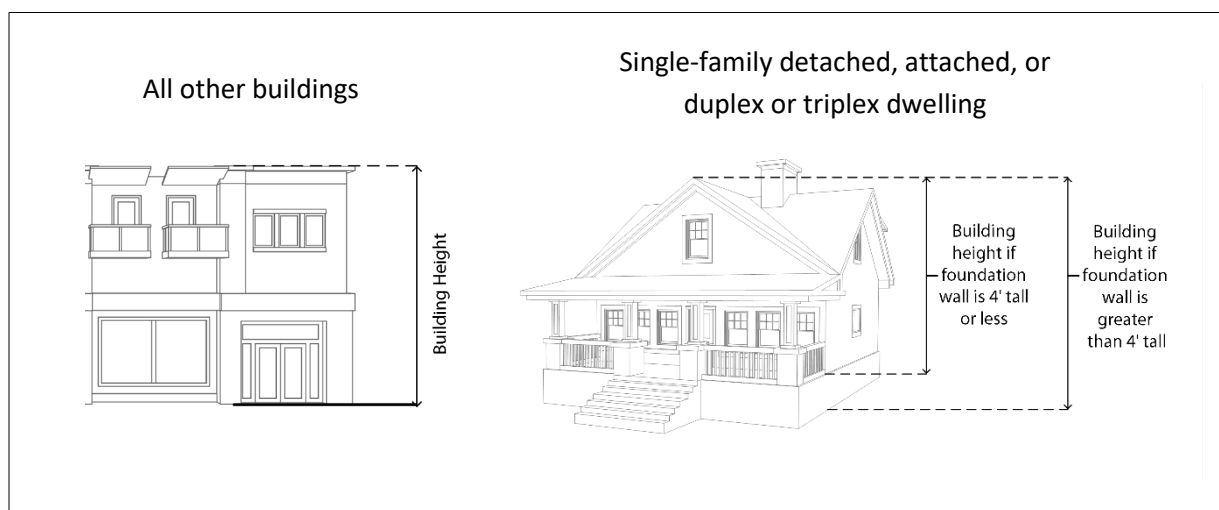 All other buildings
Building Height
Single-family detached, attached, or
duplex or triplex dwelling
Building
height if
foundation
wall is 4' tall
or less
Building
height if
foundation
wall is
greater
than 4' tall